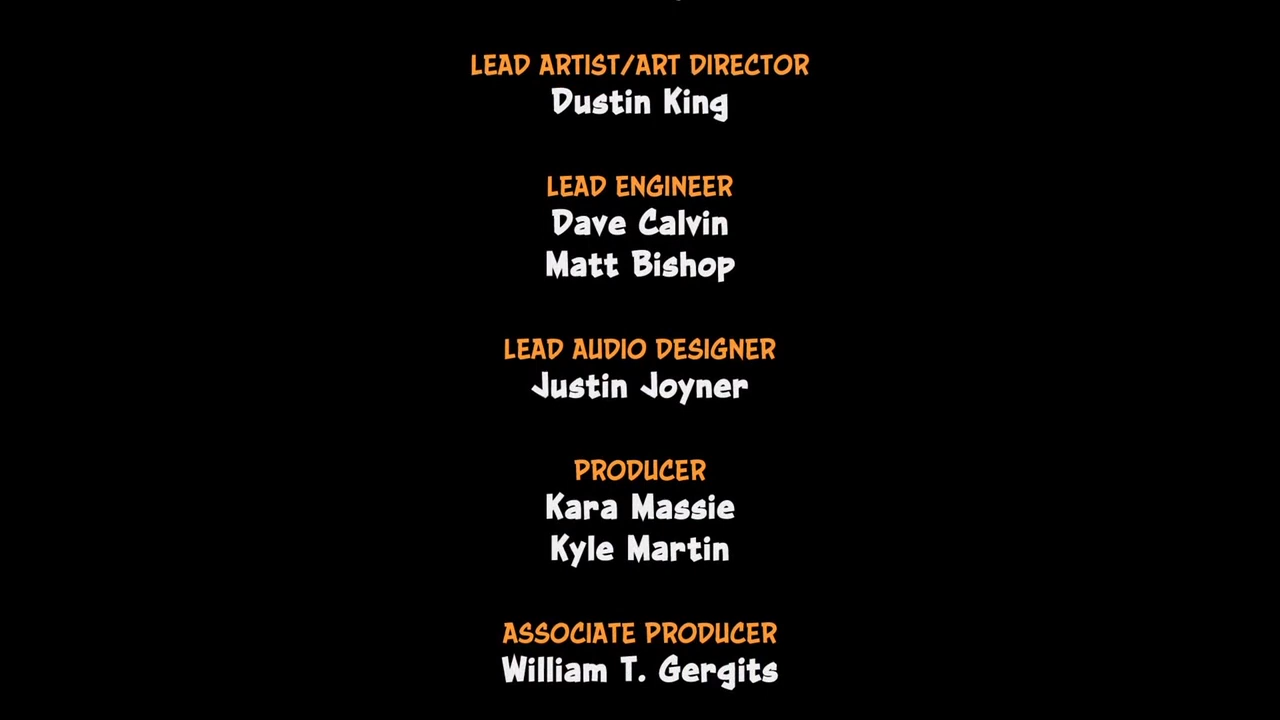 LEAD ARTIST/ART DIRECTOR
Dustin King
LEAD ENGINEER
Dave Calvin
Matt Bishop
LEAD AUDIO DESIGNER
Justin Joyner
PRODUCER
Kara Massie
Kyle Martin
ASSOCIATE PRODUCER
William T. Gergits